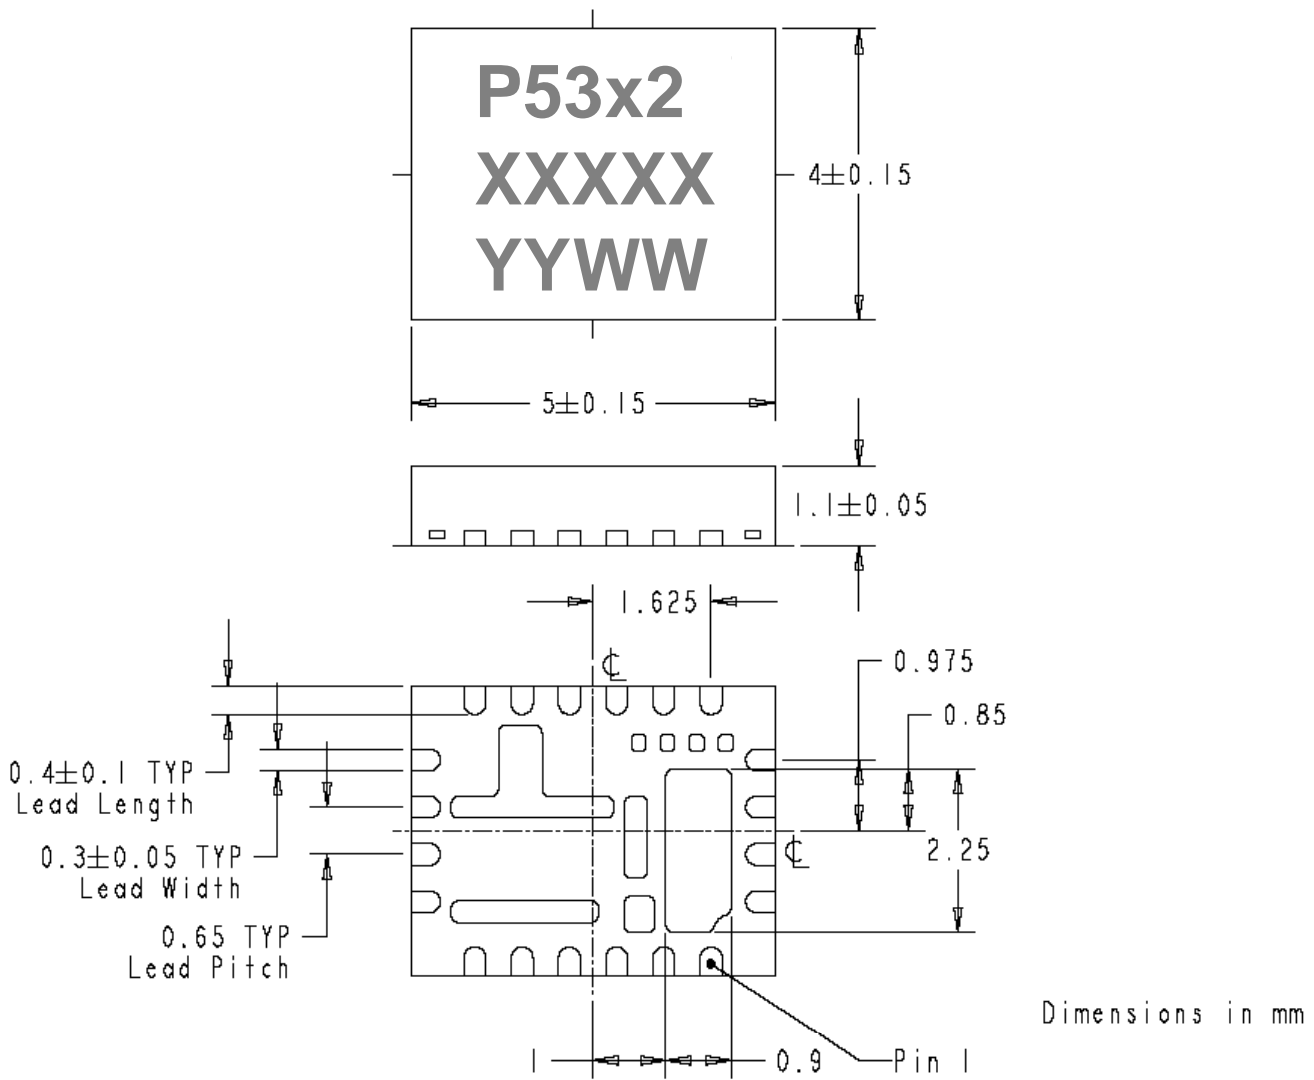 P53x2
XXXXX
YYWW
4±0.15
5±0.15
1.1±0.05
1.625
℄
0.975
0.85
0.4±0.1 TYP
Lead Length
0.3±0.05 TYP
Lead Width
2.25
℄
0.65 TYP
Lead Pitch
Dimensions in mm
1
0.9
Pin 1